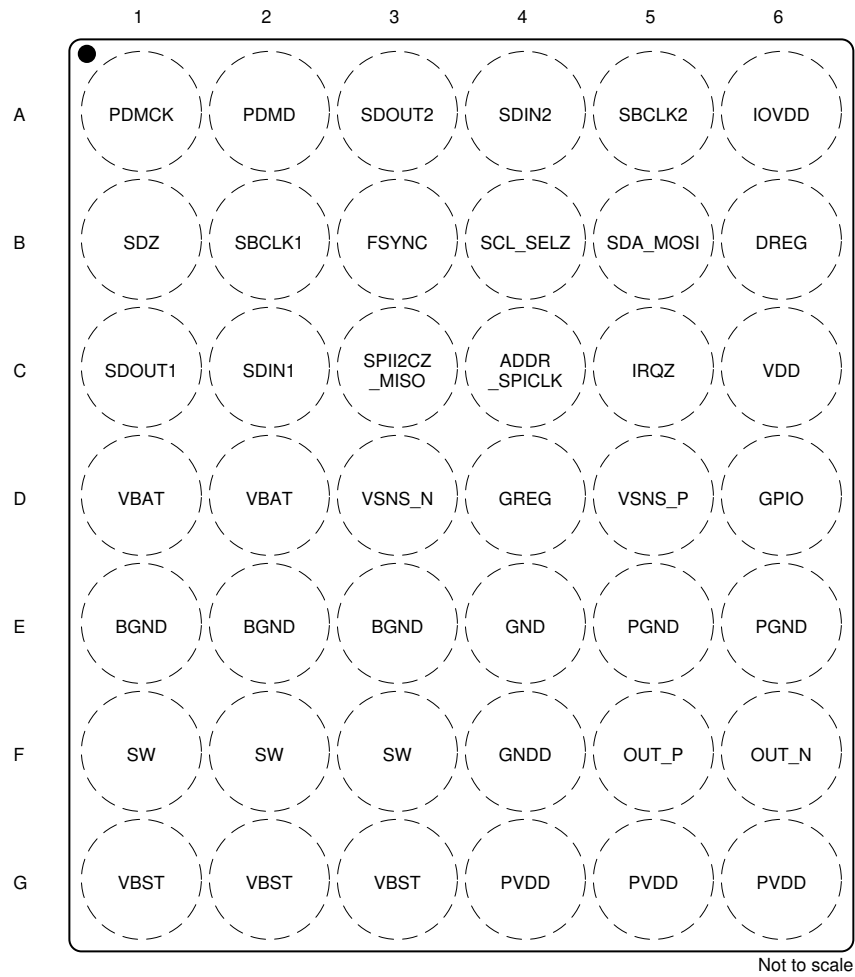 1 2 3 4 5 6
A PDMCK PDMD SDOUT2 SDIN2 SBCLK2 IOVDD
B SDZ SBCLK1 FSYNC SCL_SELZ SDA_MOSI DREG
C SDOUT1 SDIN1 SPII2CZ _MISO ADDR _SPICLK IRQZ VDD
D VBAT VBAT VSNS_N GREG VSNS_P GPIO
E BGND BGND BGND GND PGND PGND
F SW SW SW GNDD OUT_P OUT_N
G VBST VBST VBST PVDD PVDD PVDD
Not to scale